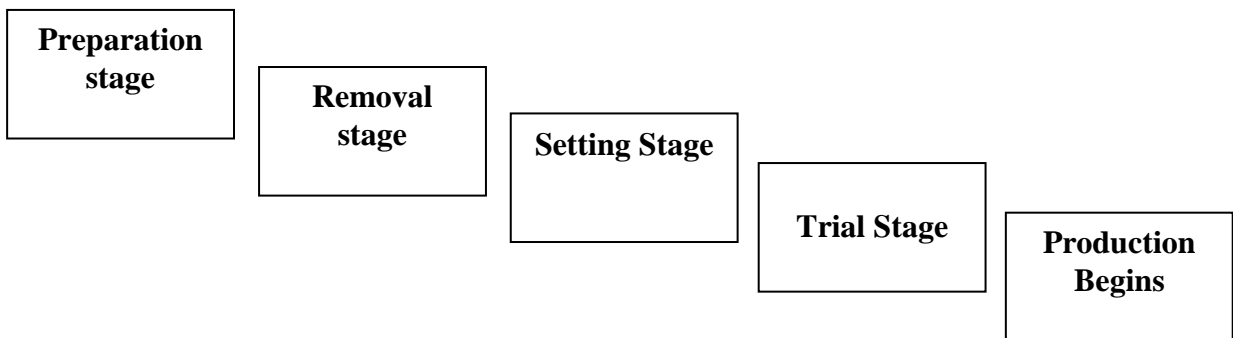 Preparation
stage
Removal
stage
Setting Stage
Trial Stage
Production
Begins